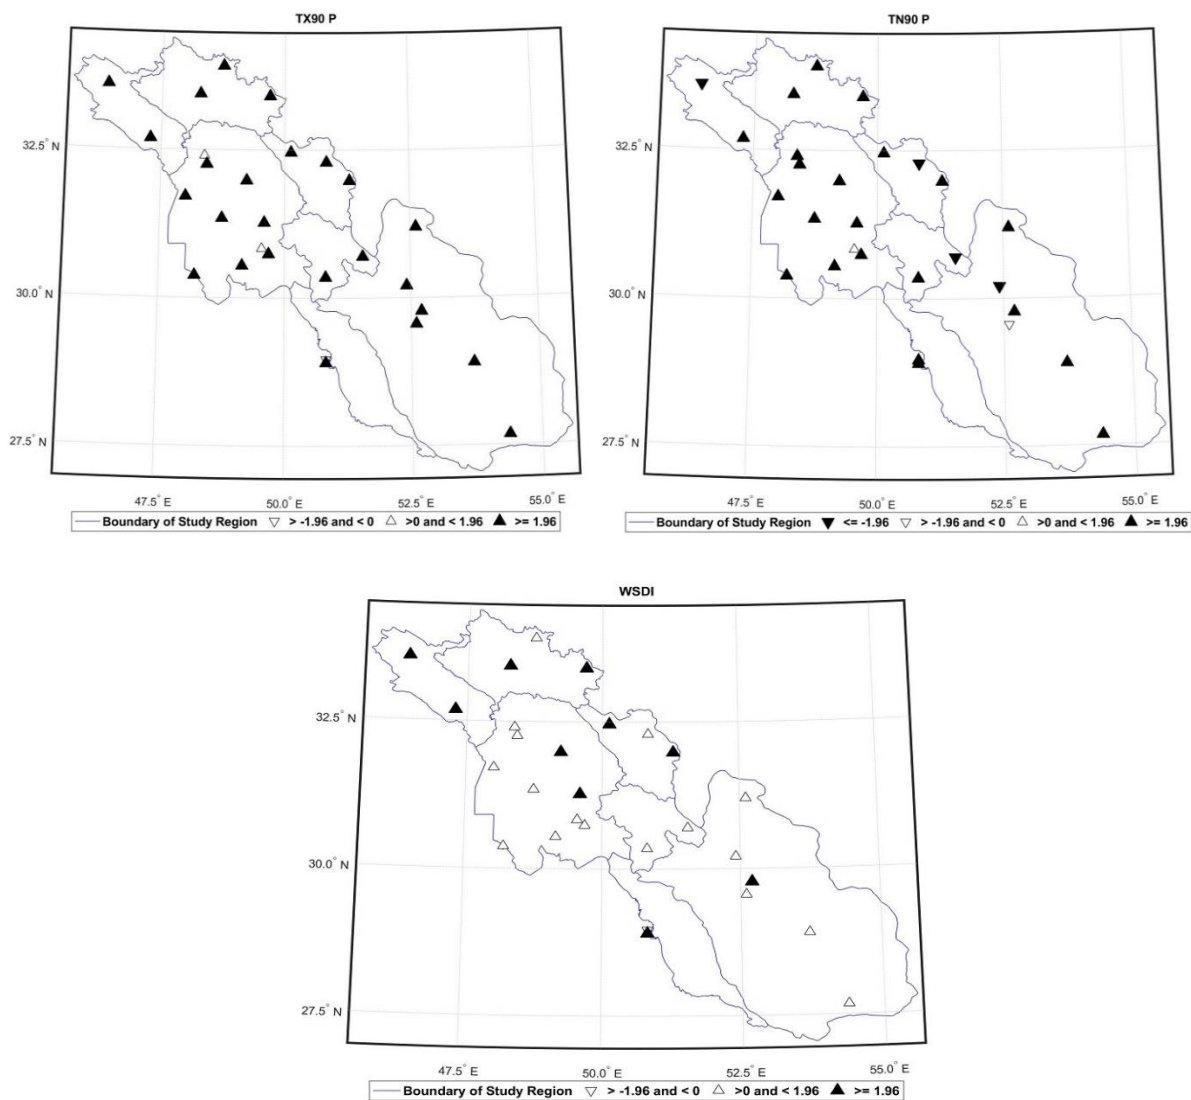 TX90 P
32.5° N
30.0° N
27.5° N
47.5° E
50.0° E
52.5° E
55.0° E
Boundary of Study Region ▽ > -1.96 and < 0 △ >0 and < 1.96 ▲ >= 1.96
TN90 P
32.5° N
30.0° N
27.5° N
47.5° E
50.0° E
52.5° E
55.0° E
Boundary of Study Region ▼ <= -1.96 ▽ > -1.96 and < 0 △ >0 and < 1.96 ▲ >= 1.96
WSDI
32.5° N
30.0° N
27.5° N
47.5° E
50.0° E
52.5° E
55.0° E
Boundary of Study Region ▽ > -1.96 and < 0 △ >0 and < 1.96 ▲ >= 1.96